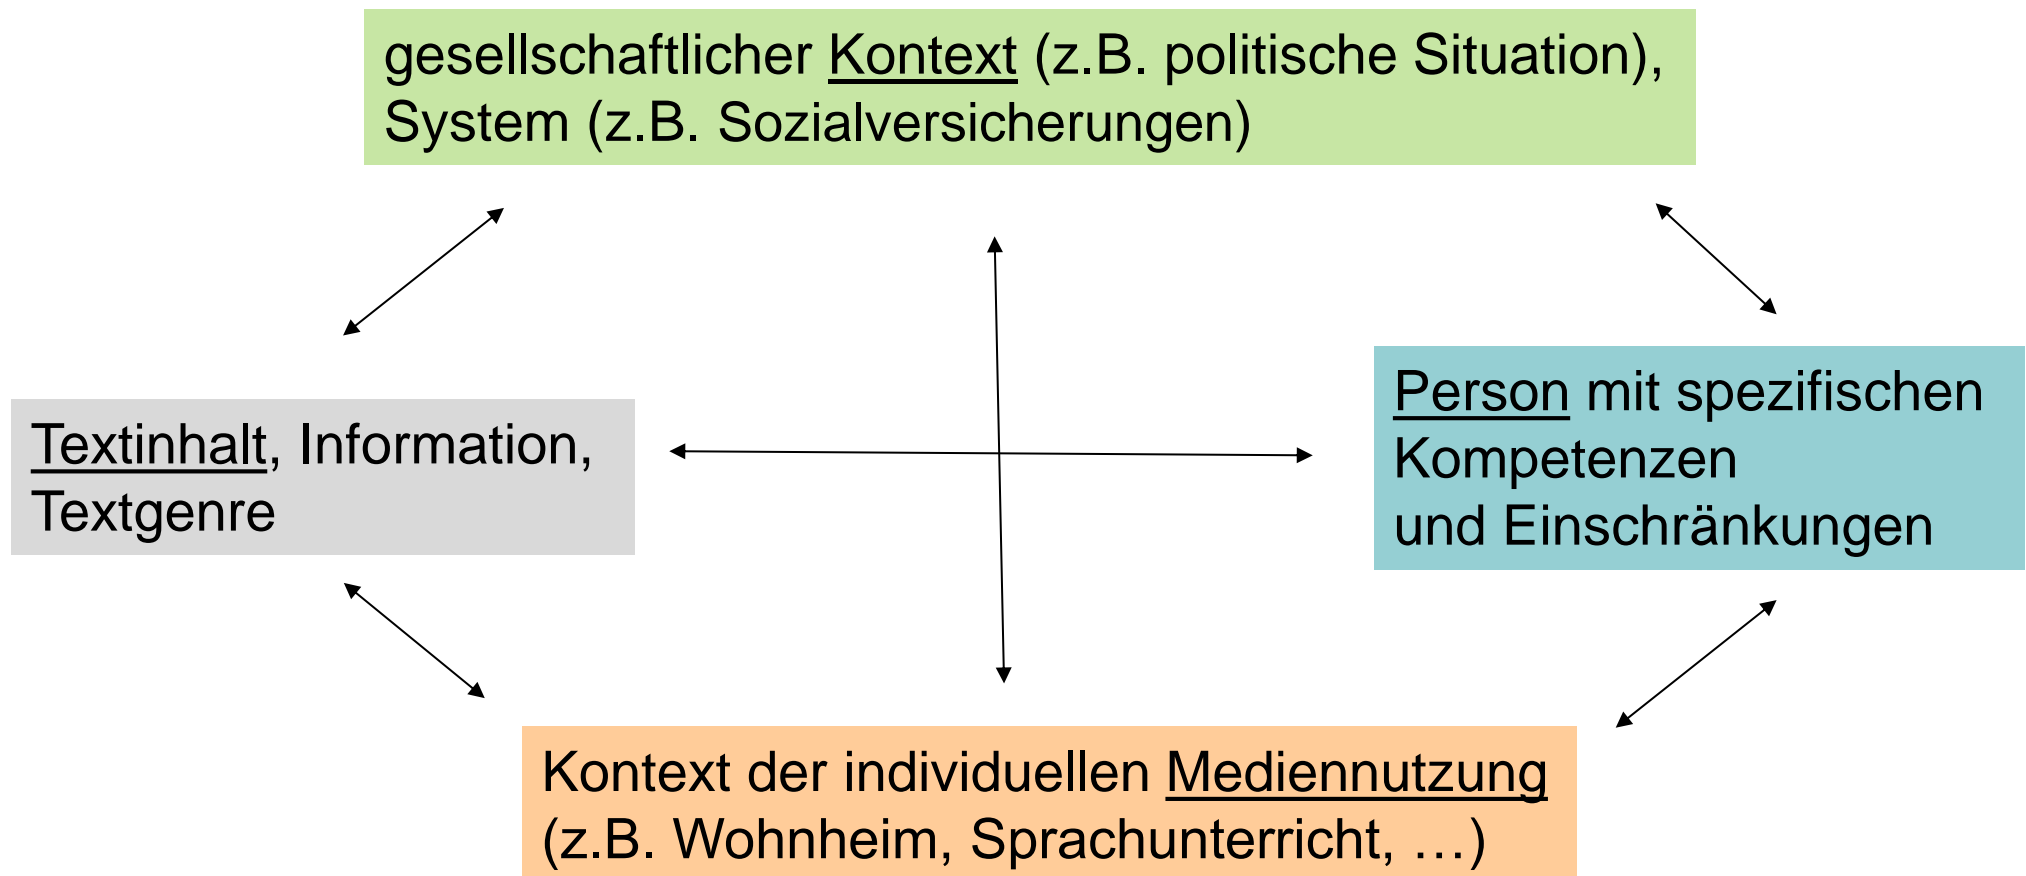 gesellschaftlicher Kontext (z.B. politische Situation),
System (z.B. Sozialversicherungen)
Textinhalt, Information,
Textgenre
Person mit spezifischen
Kompetenzen
und Einschränkungen
Kontext der individuellen Mediennutzung
(z.B. Wohnheim, Sprachunterricht, …)